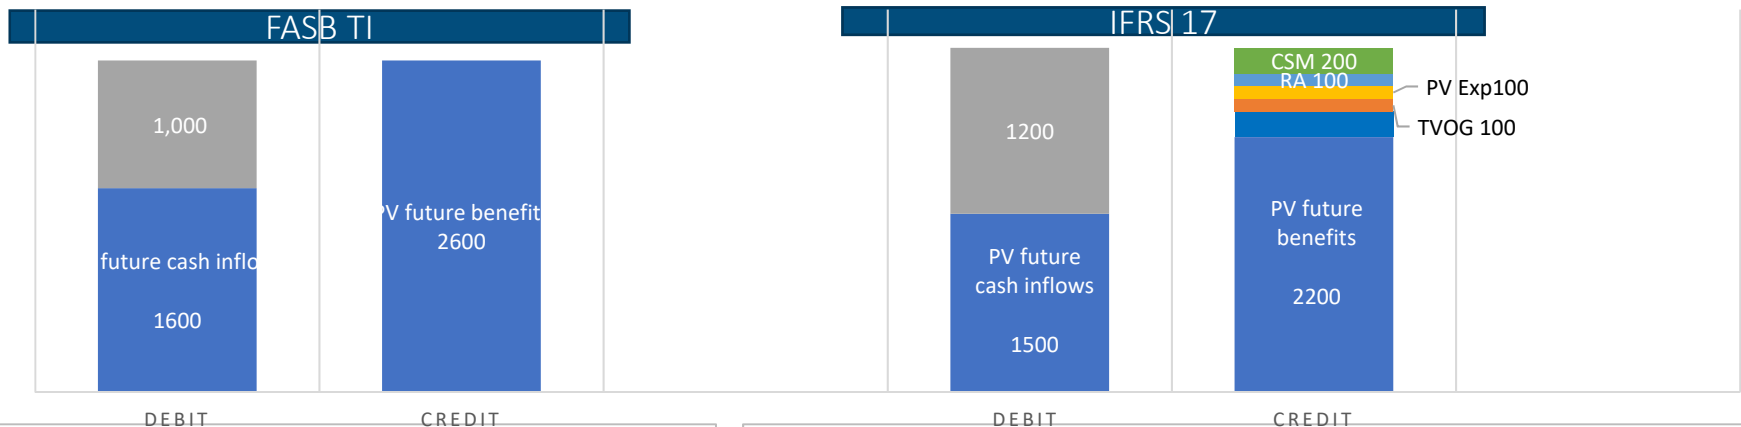 FASB TI
1,000
future cash inflo
1600
PV future benefit
2600
DEBIT
CREDIT
IFRS 17
1200
PV future
cash inflows
1500
CSM 200
RA 100
PV Exp100
TVOG 100
PV future
benefits
2200
DEBIT
CREDIT